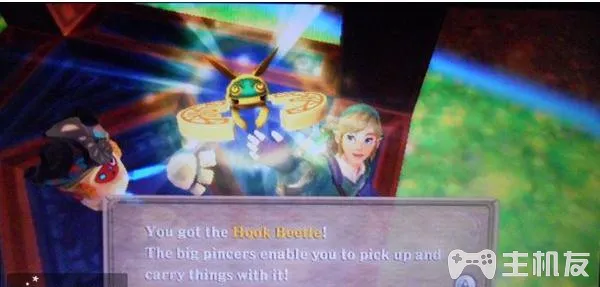 You got the Hook Beetle!
The big pincers enable you to pick up and
carry things with it!
A
主机友